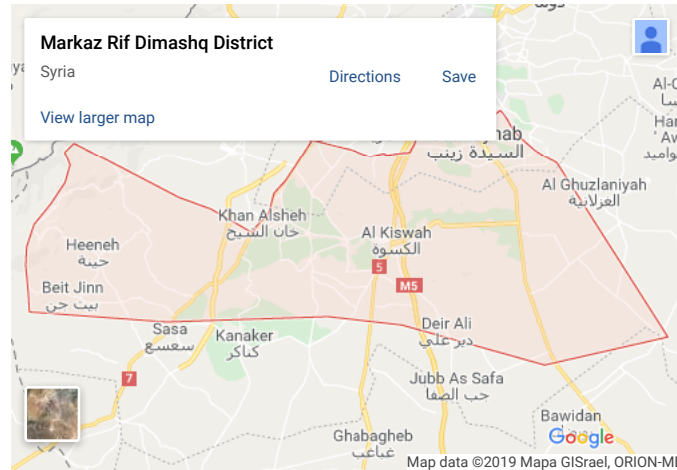 Markaz Rif Dimashq District
Syria
Directions
Save
View larger map
السيدة زينب
Al Ghuzlaniyah
الغزلانية
Khan Alsheh
خان الشيح
Al Kiswah
الكسوة
Heeneh
حينة
5
M5
Beit Jinn
بيت جن
Deir Ali
دير علي
Sasa
سعسع
Kanaker
كناكر
7
Jubb As Safa
جب الصفا
Bawidan
Google
Ghabagheb
غباغب
Map data ©2019 Mapa GISrael, ORION-ME